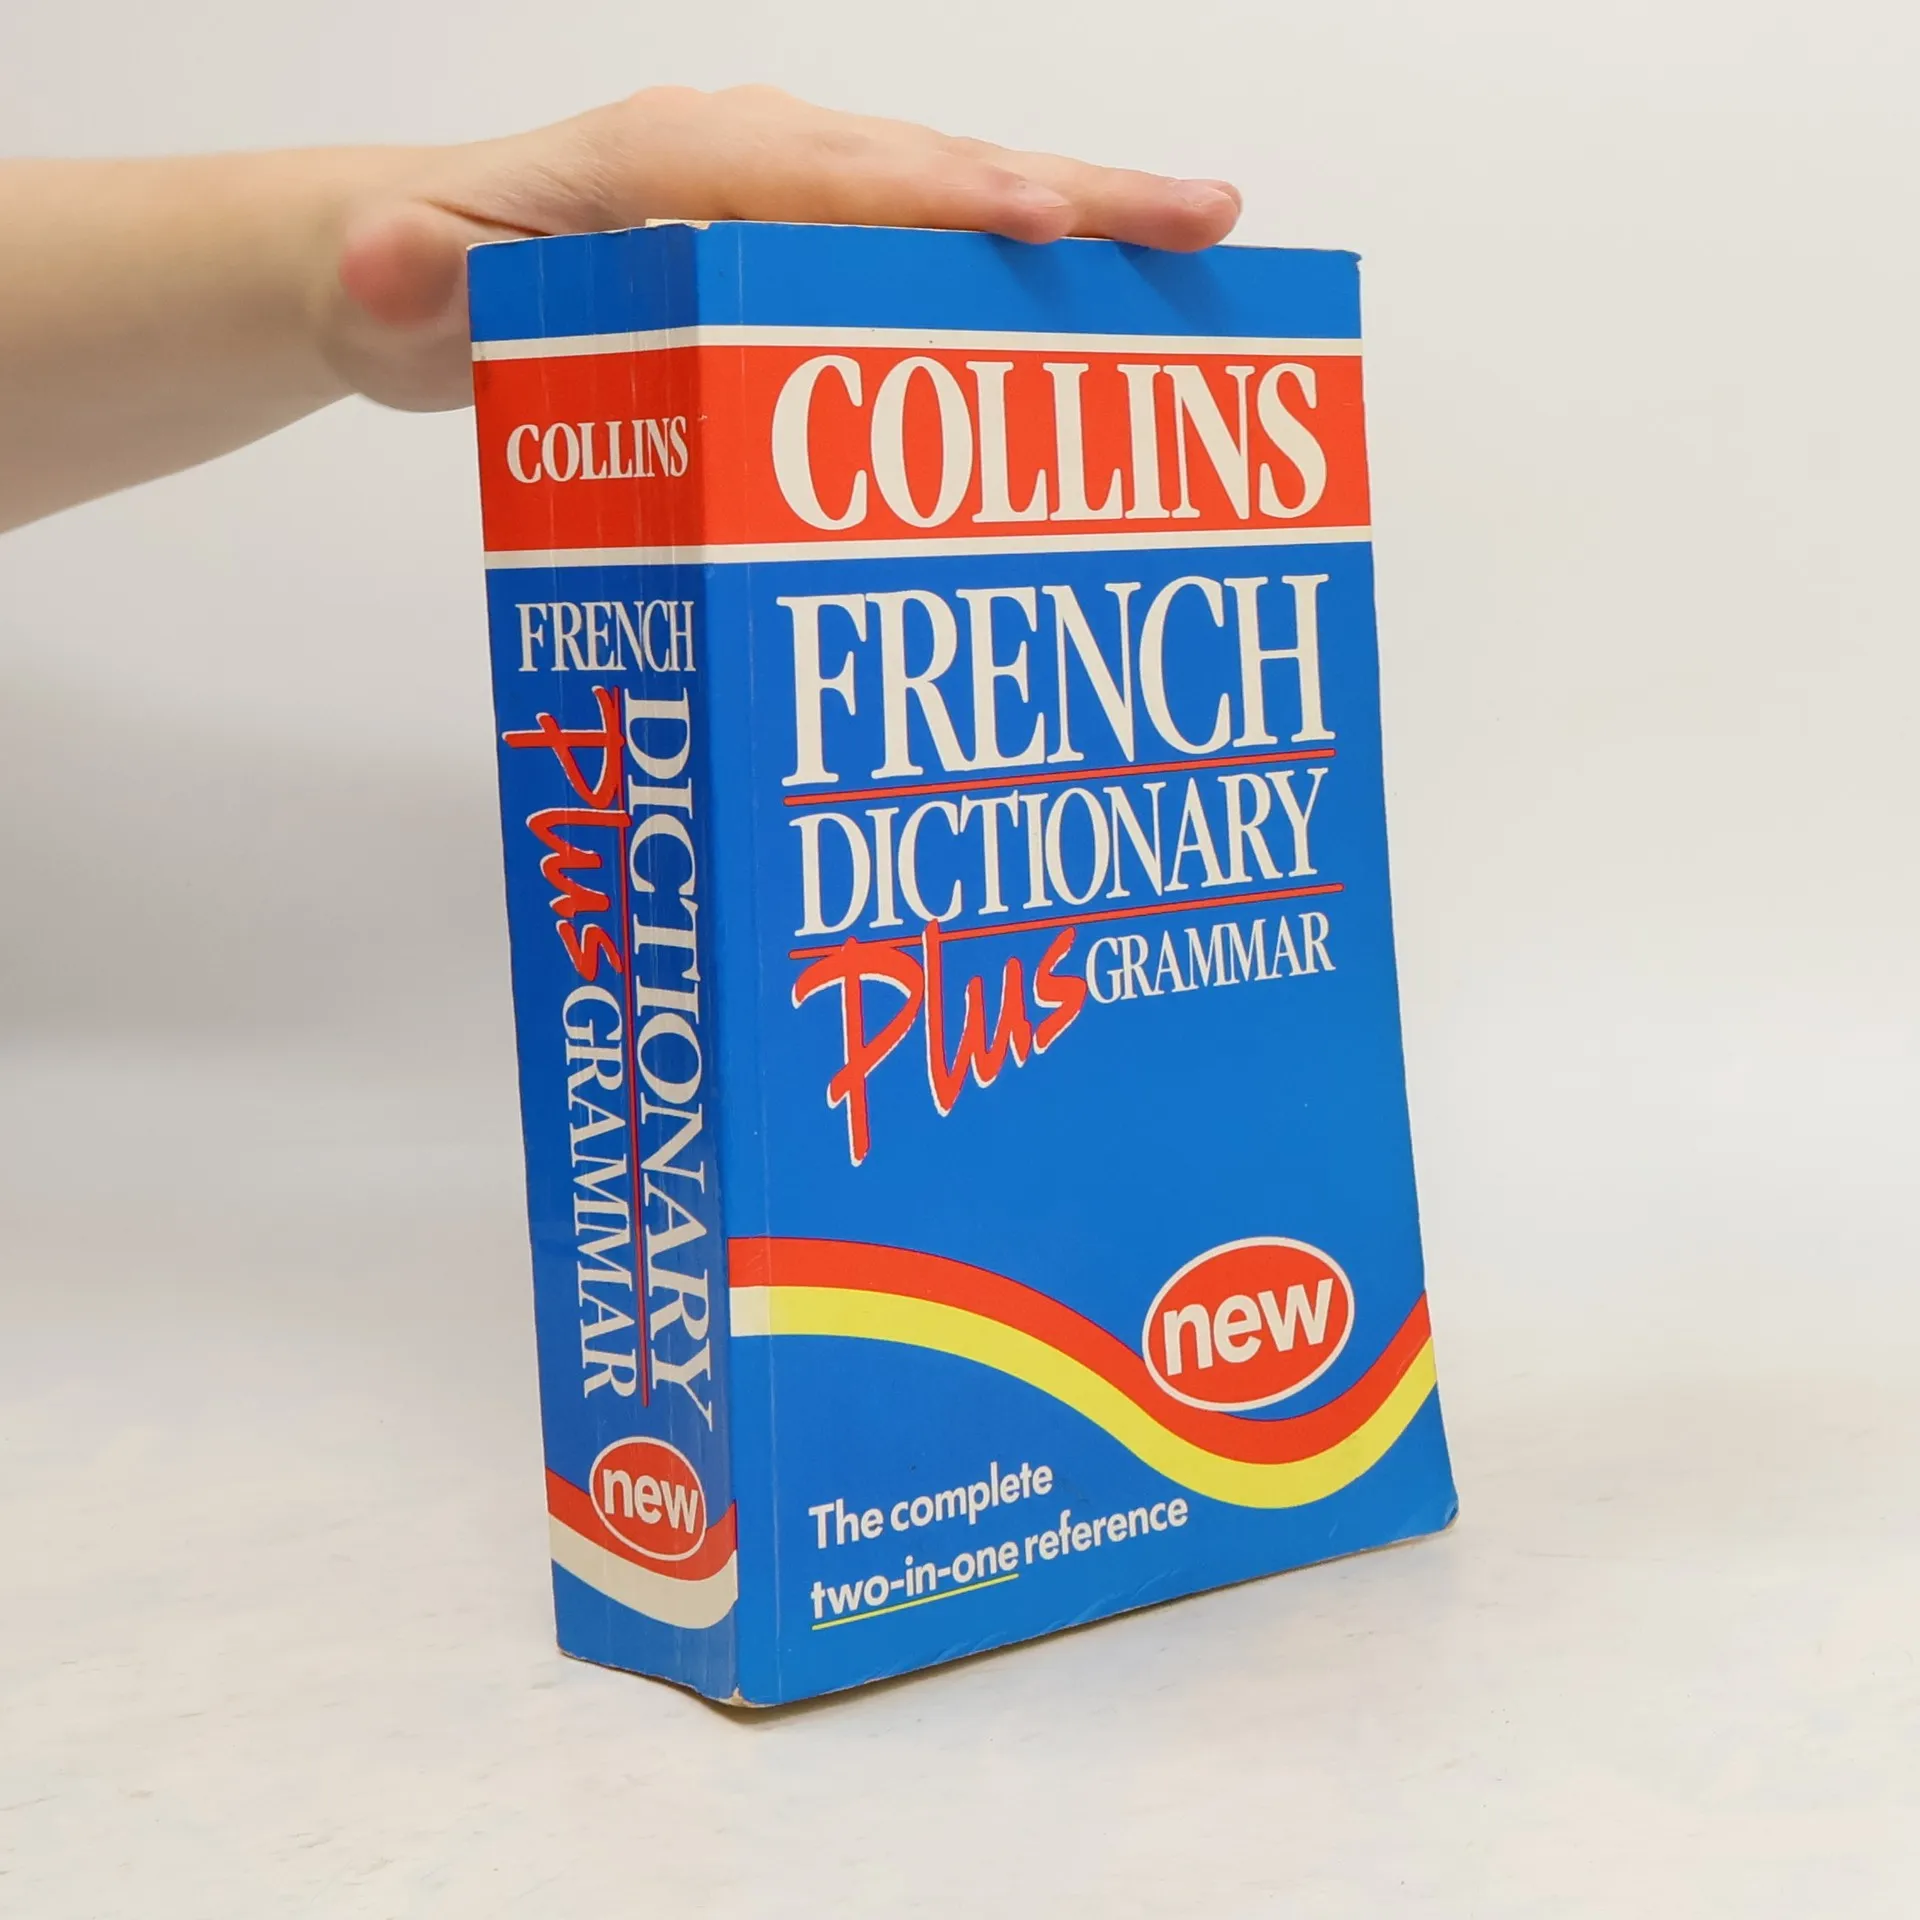 COLLINS
FRENCH
DICTIONARY
Plus GRAMMAR
new
COLLINS
FRENCH
DICTIONARY
Plus GRAMMAR
new
The complete
two-in-one reference